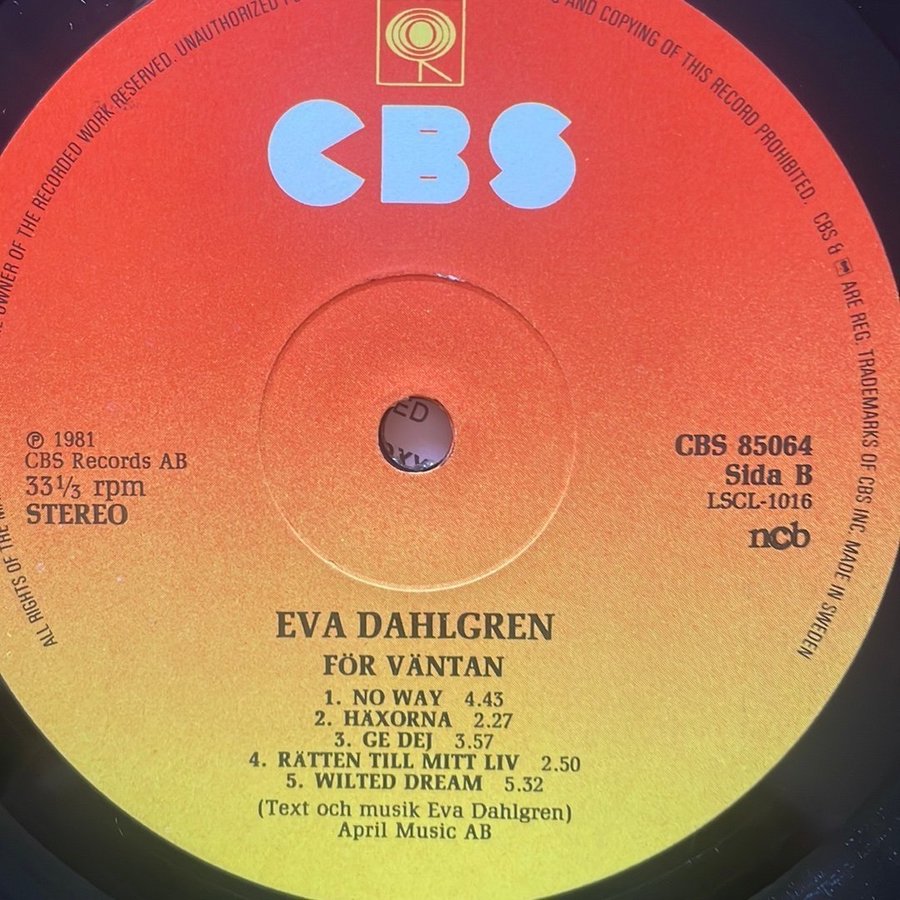 OWNER OF THE RECORDED WORK RESERVED. UNAUTHORIZED
AND COPYING OF THIS RECORD PROHIBITED. CBS & ARE REG. TRADEMARKS OF CBS INC. MADE IN SWEDEN
CBS
ED
℗ 1981
CBS Records AB
33⅓ rpm
STEREO
CBS 85064
Sida B
LSCL-1016
ncb
ALL RIGHTS OF THE
EVA DAHLGREN
FÖR VÄNTAN
1. NO WAY 4.43
2. HÄXORNA 2.27
3. GE DEJ 3.57
4. RÄTTEN TILL MITT LIV 2.50
5. WILTED DREAM 5.32
(Text och musik Eva Dahlgren)
April Music AB